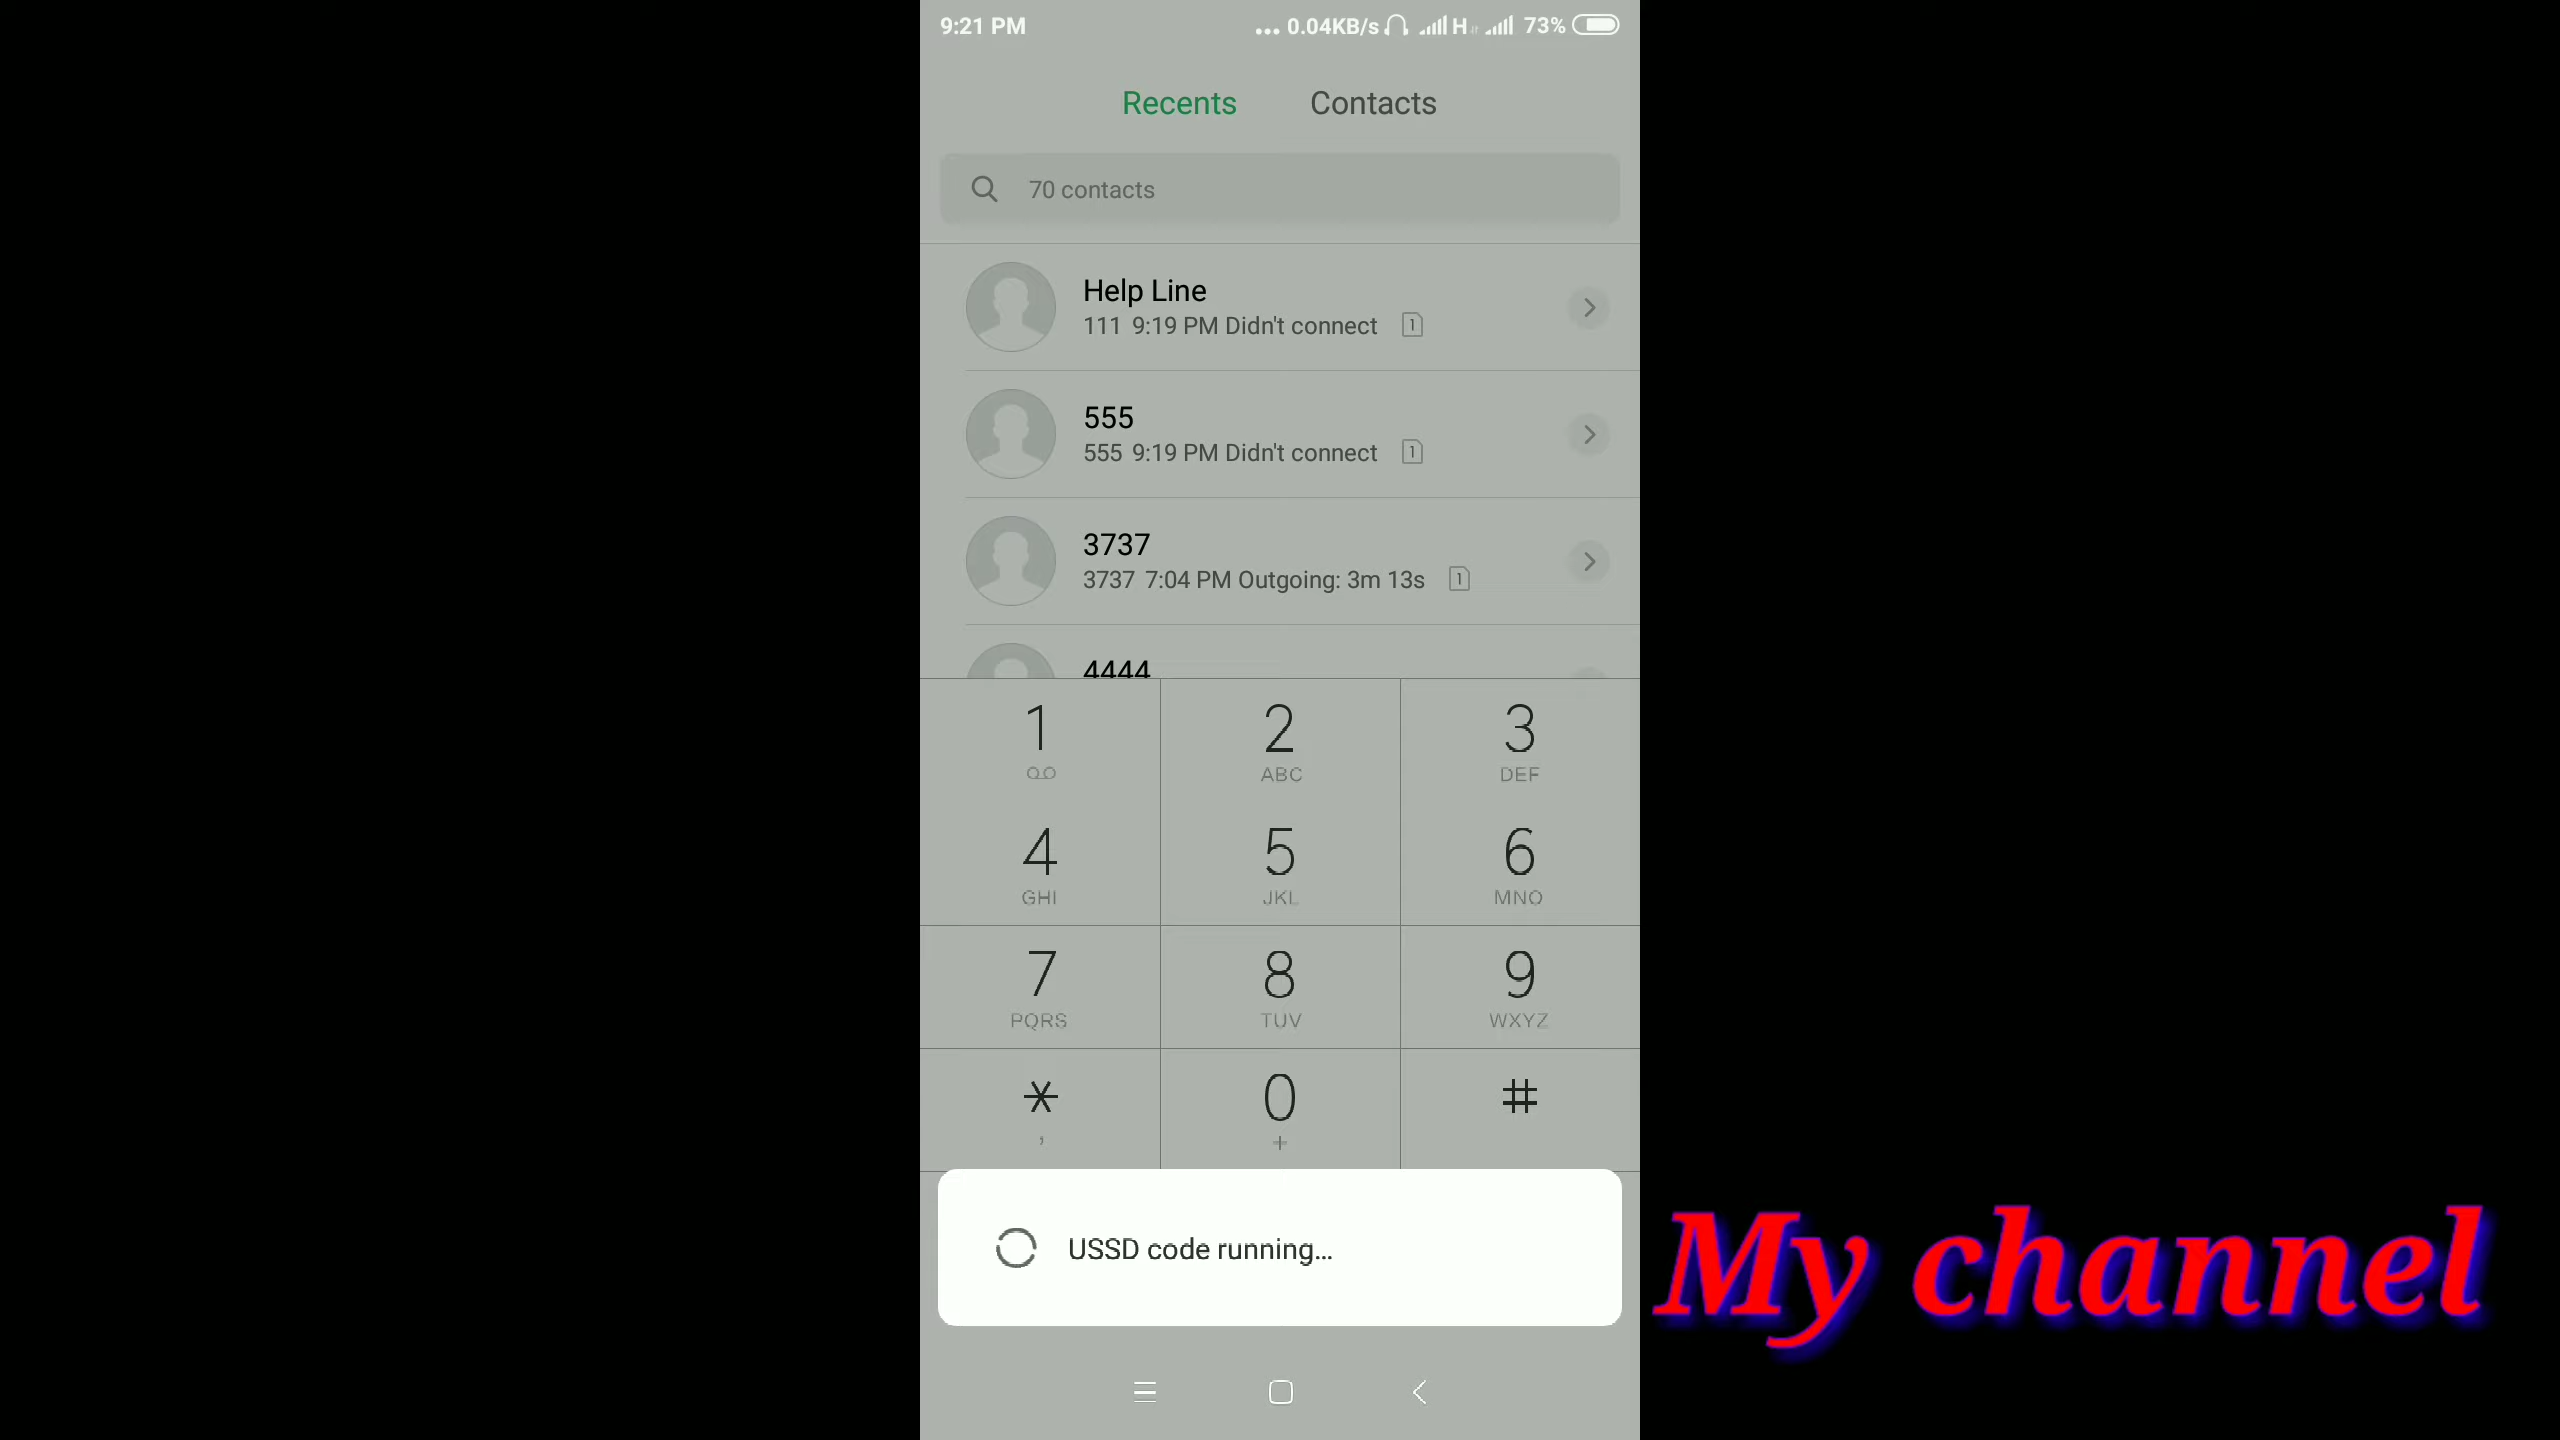 9:21 PM
... 0.04KB/s H 73%
Recents Contacts
70 contacts
Help Line
111 9:19 PM Didn't connect 1
555
555 9:19 PM Didn't connect 1
3737
3737 7:04 PM Outgoing: 3m 13s 1
4444
1 2 3
ABC DEF
4 5 6
GHI JKL MNO
7 8 9
PQRS TUV WXYZ
* 0 #
, +
USSD code running...
My channel